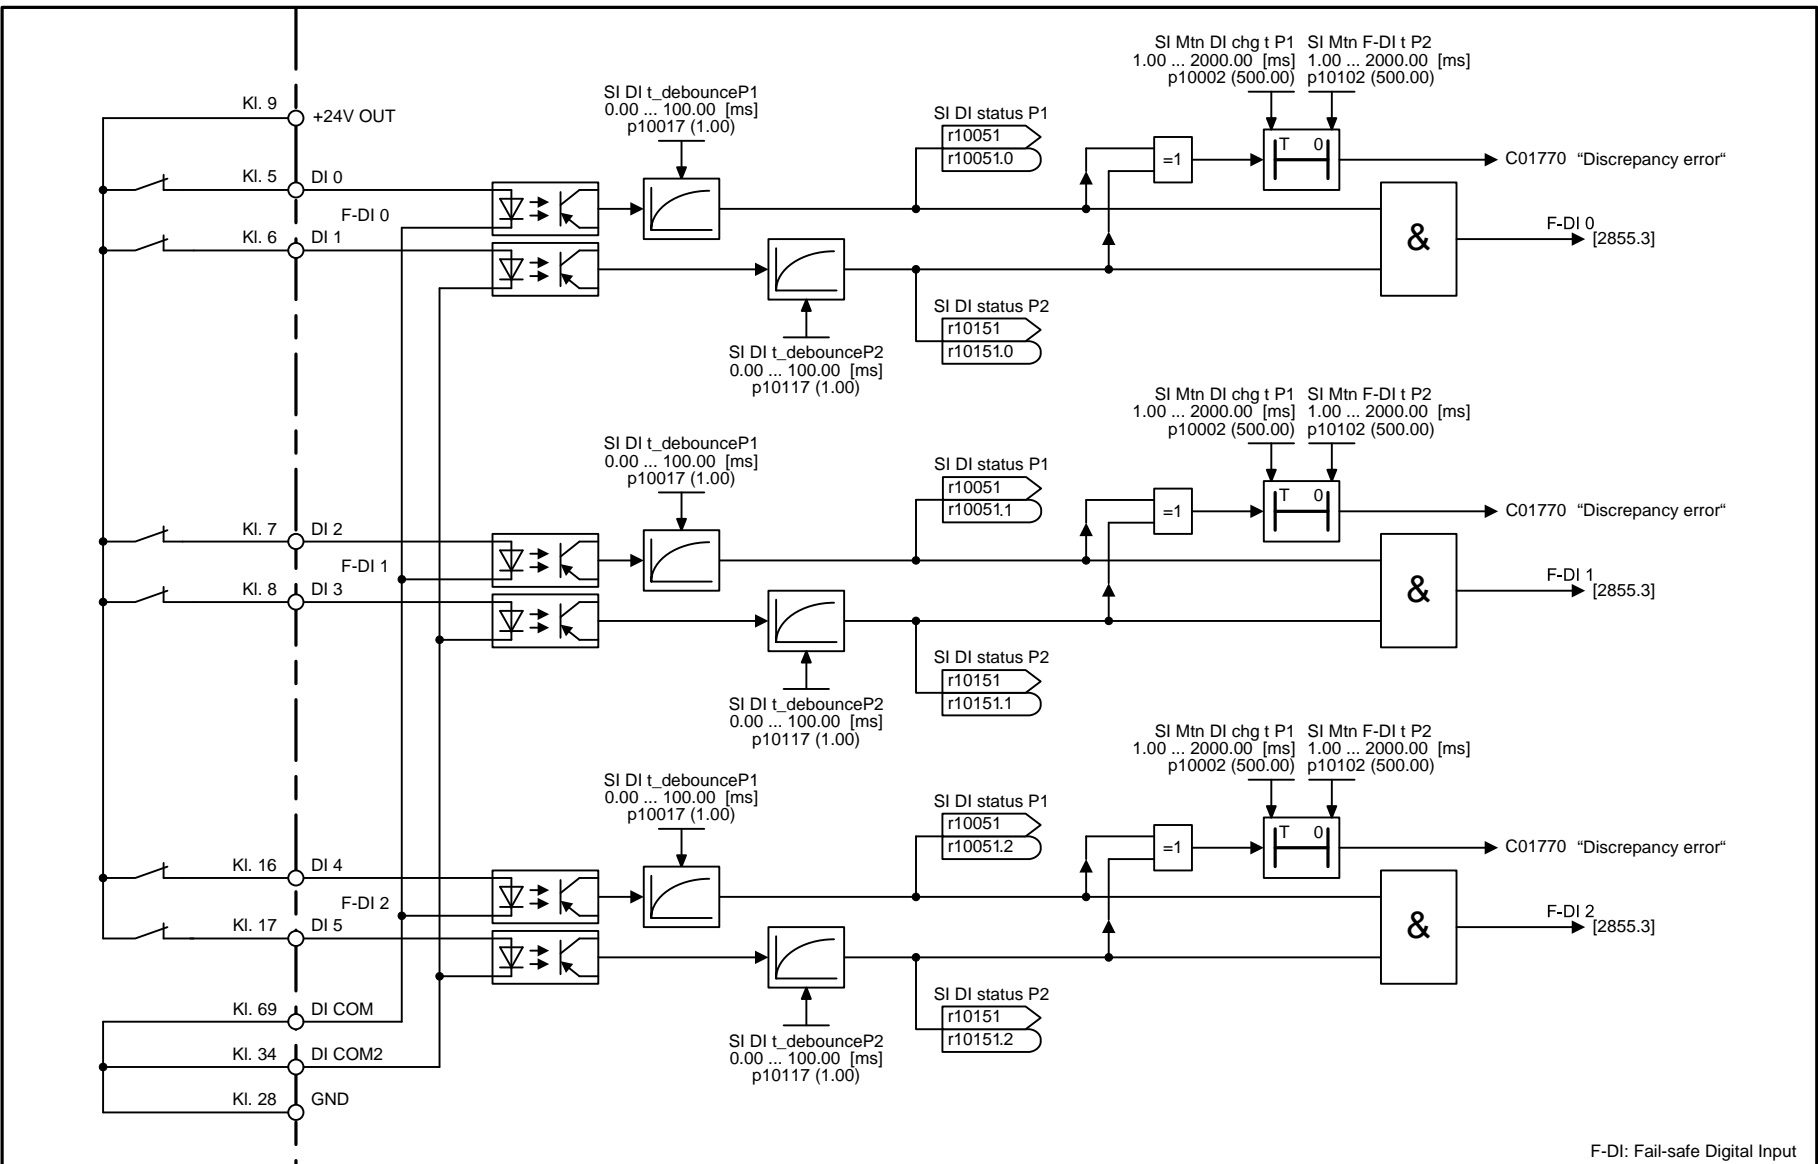 SI Mtn DI chg t P1 SI Mtn F-DI t P2
1.00 ... 2000.00 [ms] 1.00 ... 2000.00 [ms]
p10002 (500.00) p10102 (500.00)
Kl. 9 +24V OUT
SI DI t_debounceP1
0.00 ... 100.00 [ms]
p10017 (1.00)
SI DI status P1
r10051
r10051.0
=1
T 0
C01770 "Discrepancy error"
Kl. 5 DI 0
F-DI 0
Kl. 6 DI 1
&
F-DI 0
[2855.3]
SI DI status P2
r10151
r10151.0
SI DI t_debounceP2
0.00 ... 100.00 [ms]
p10117 (1.00)
SI Mtn DI chg t P1 SI Mtn F-DI t P2
1.00 ... 2000.00 [ms] 1.00 ... 2000.00 [ms]
p10002 (500.00) p10102 (500.00)
SI DI t_debounceP1
0.00 ... 100.00 [ms]
p10017 (1.00)
SI DI status P1
r10051
r10051.1
=1
T 0
C01770 "Discrepancy error"
Kl. 7 DI 2
F-DI 1
Kl. 8 DI 3
&
F-DI 1
[2855.3]
SI DI status P2
r10151
r10151.1
SI DI t_debounceP2
0.00 ... 100.00 [ms]
p10117 (1.00)
SI Mtn DI chg t P1 SI Mtn F-DI t P2
1.00 ... 2000.00 [ms] 1.00 ... 2000.00 [ms]
p10002 (500.00) p10102 (500.00)
SI DI t_debounceP1
0.00 ... 100.00 [ms]
p10017 (1.00)
SI DI status P1
r10051
r10051.2
=1
T 0
C01770 "Discrepancy error"
Kl. 16 DI 4
F-DI 2
Kl. 17 DI 5
&
F-DI 2
[2855.3]
SI DI status P2
r10151
r10151.2
SI DI t_debounceP2
0.00 ... 100.00 [ms]
p10117 (1.00)
Kl. 69 DI COM
Kl. 34 DI COM2
Kl. 28 GND
F-DI: Fail-safe Digital Input